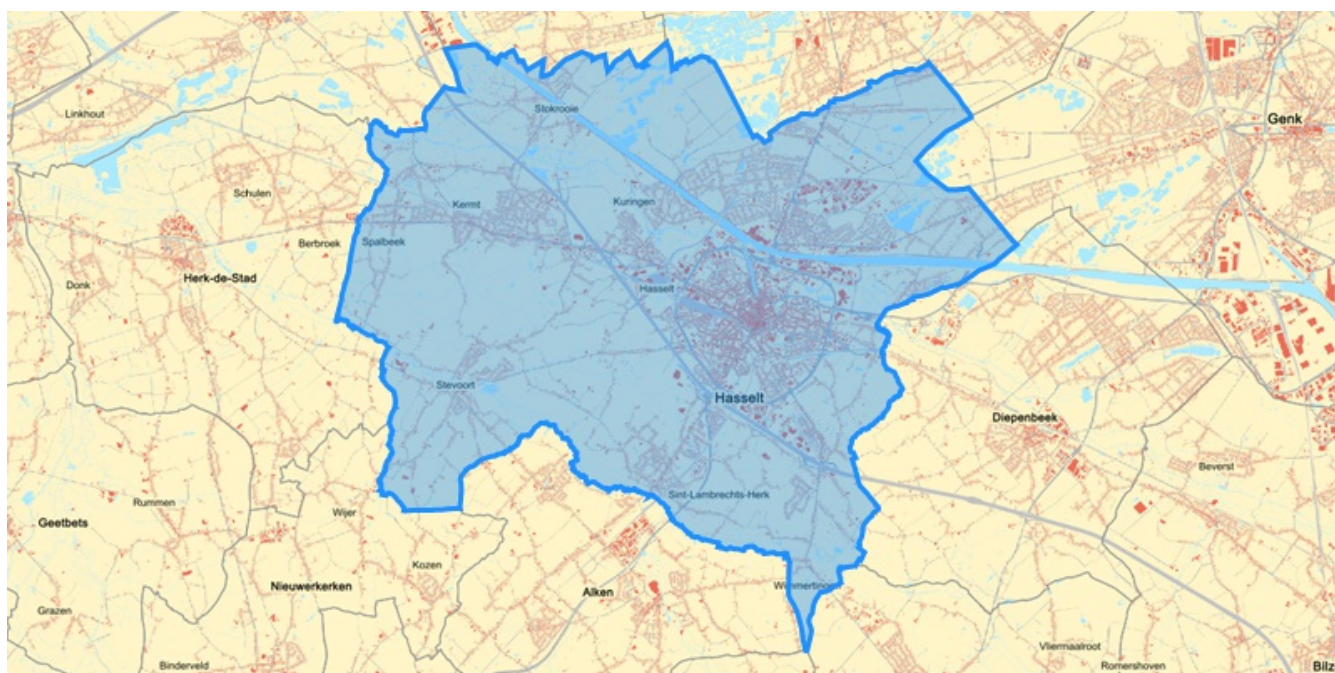 Stokrooie
Linkhout
Genk
Schulen
Kermt
Kuringen
Berbroek
Spalbeek
Herk-de-Stad
Donk
Hasselt
Stevoort
Hasselt
Diepenbeek
Beverst
Sint-Lambrechts-Herk
Rummen
Wijer
Geetbets
Kozen
Nieuwerkerken
Alken
Wimmertingen
Grazen
Vliermaalroot
Binderveld
Romershoven
Bilz